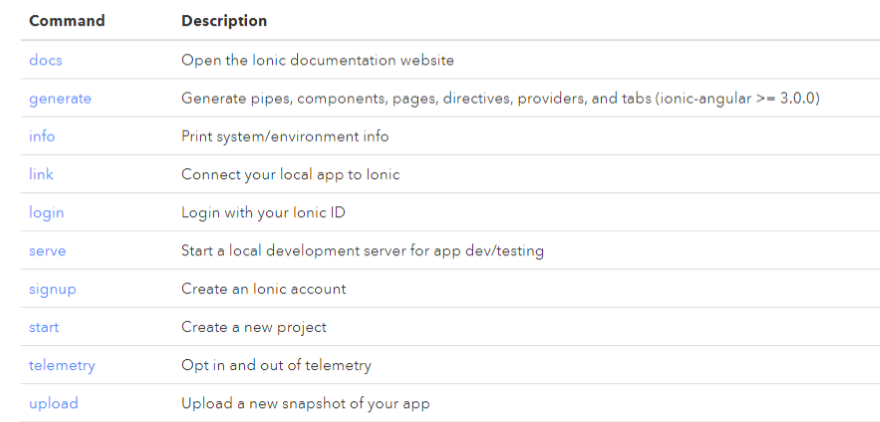 Command Description
docs Open the Ionic documentation website
generate Generate pipes, components, pages, directives, providers, and tabs (ionic-angular >= 3.0.0)
info Print system/environment info
link Connect your local app to Ionic
login Login with your Ionic ID
serve Start a local development server for app dev/testing
signup Create an Ionic account
start Create a new project
telemetry Opt in and out of telemetry
upload Upload a new snapshot of your app